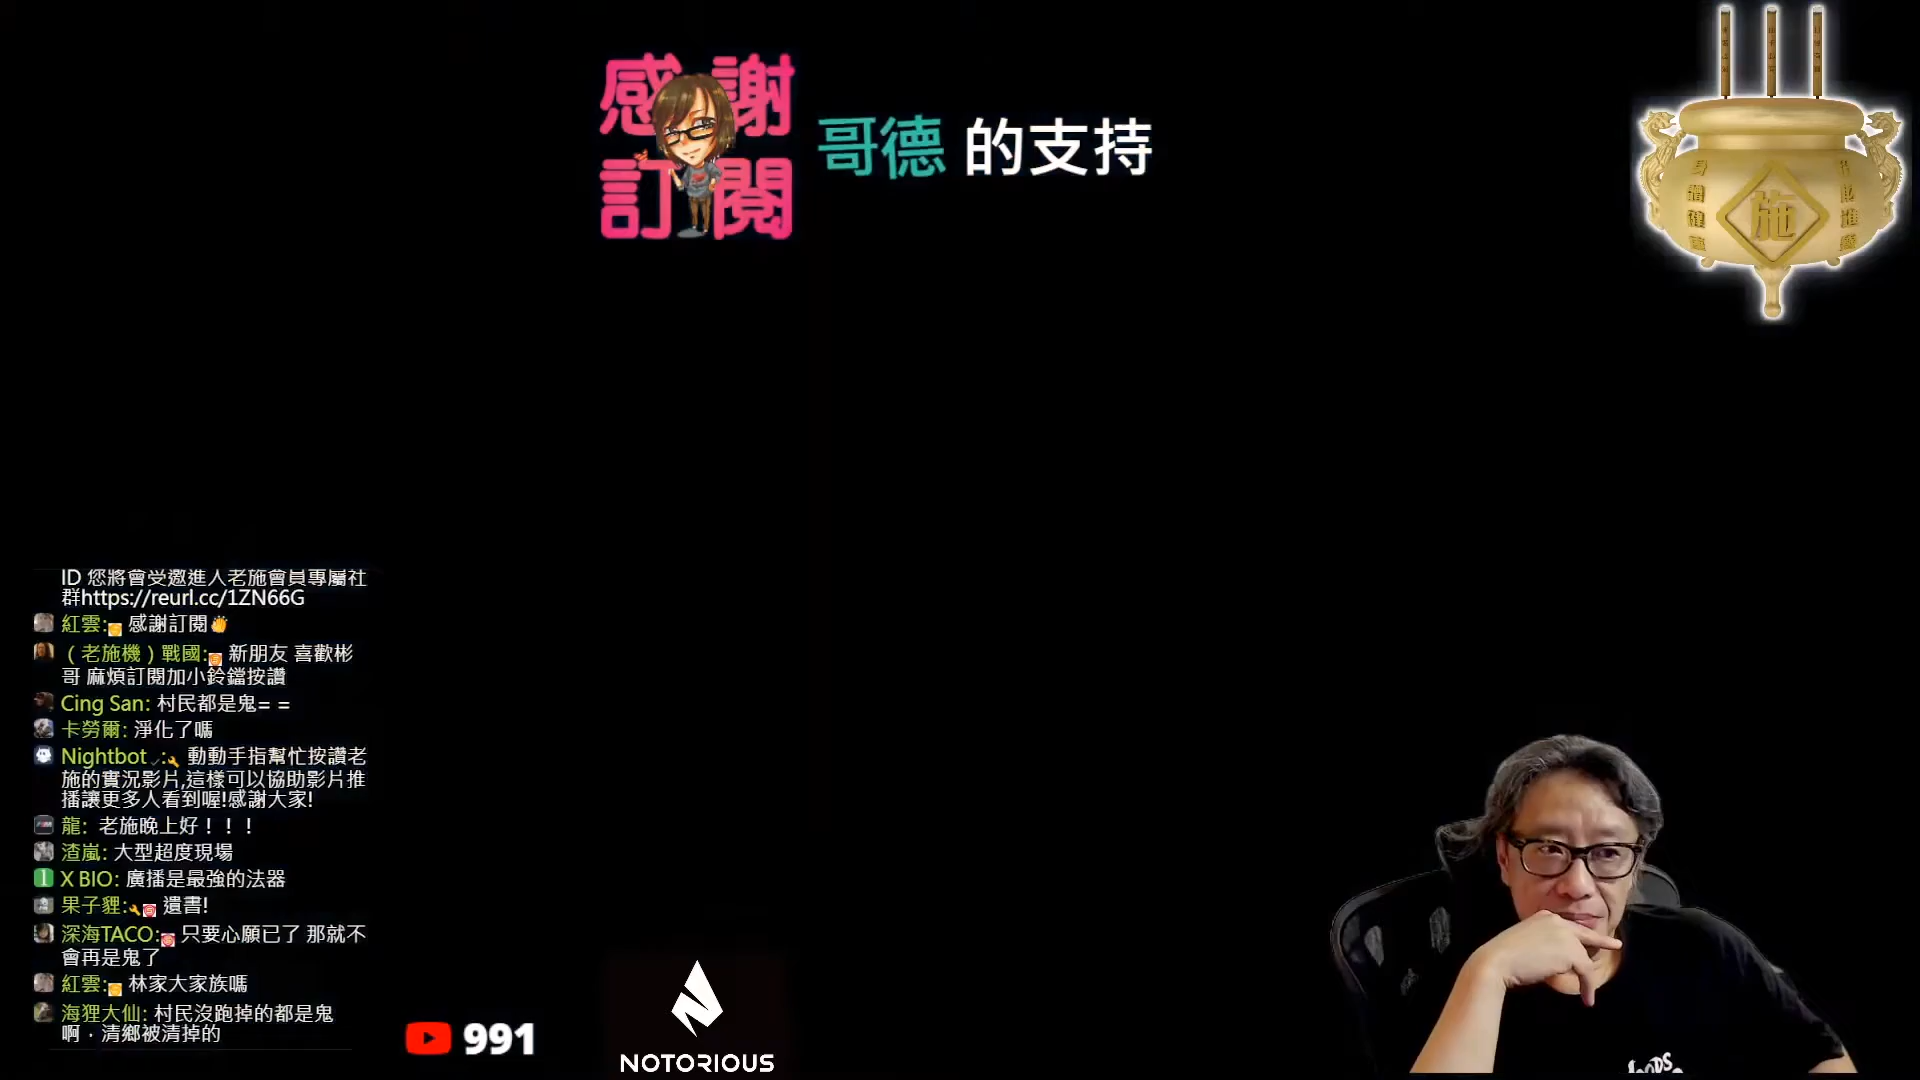 感謝
訂閱
哥德 的支持
施
ID 您將會受邀進入老施會員專屬社
群https://reurl.cc/1ZN66G
紅雲: 感謝訂閱
(老施機)戰國: 新朋友 喜歡彬
哥 麻煩訂閱加小鈴鐺按讚
Cing San: 村民都是鬼= =
卡勞爾: 淨化了嗎
Nightbot : 動動手指幫忙按讚老
施的實況影片,這樣可以協助影片推
播讓更多人看到喔!感謝大家!
龍: 老施晚上好!!!
渣嵐: 大型超度現場
X BIO: 廣播是最強的法器
果子貍: 遺書!
深海TACO: 只要心願已了 那就不
會再是鬼了
紅雲: 林家大家族嗎
海狸大仙: 村民沒跑掉的都是鬼
啊．清鄉被清掉的
991
NOTORIOUS